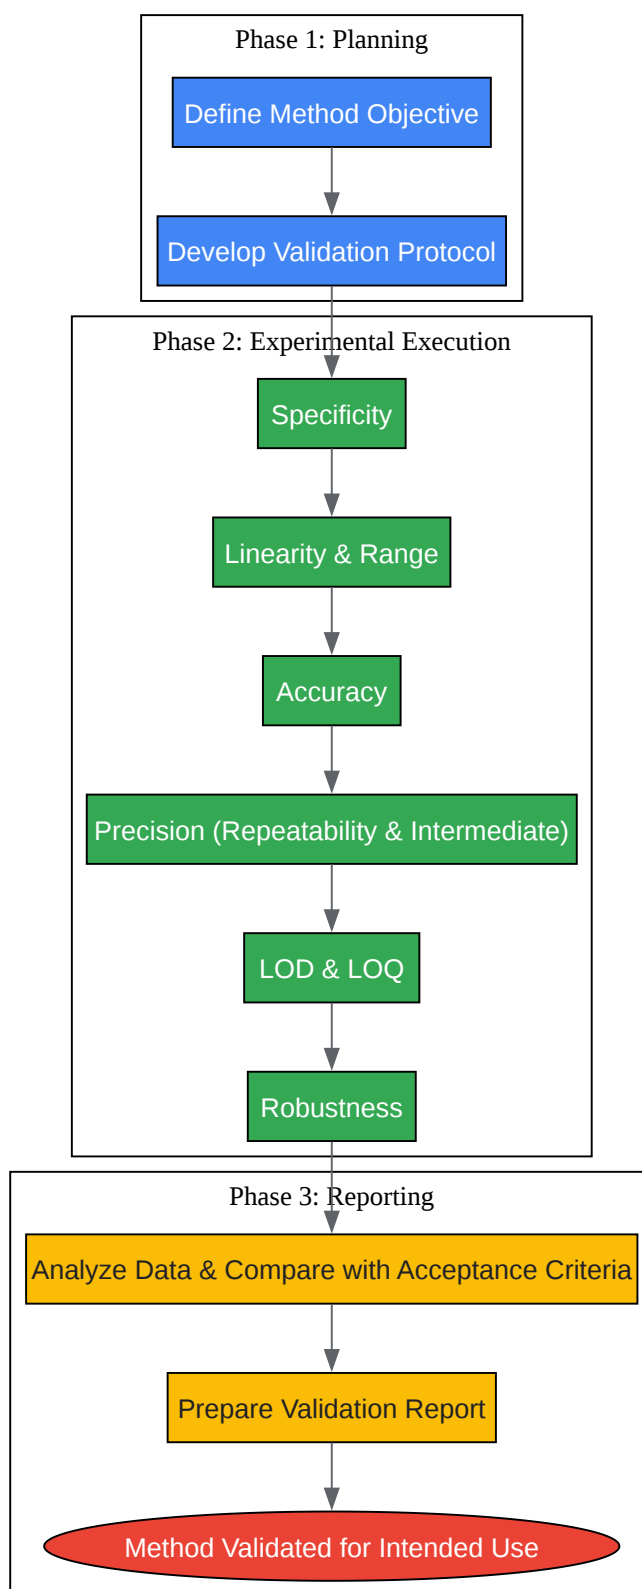 Phase 1: Planning
Define Method Objective
Develop Validation Protocol
Phase 2: Experimental Execution
Specificity
Linearity & Range
Accuracy
Precision (Repeatability & Intermediate)
LOD & LOQ
Robustness
Phase 3: Reporting
Analyze Data & Compare with Acceptance Criteria
Prepare Validation Report
Method Validated for Intended Use